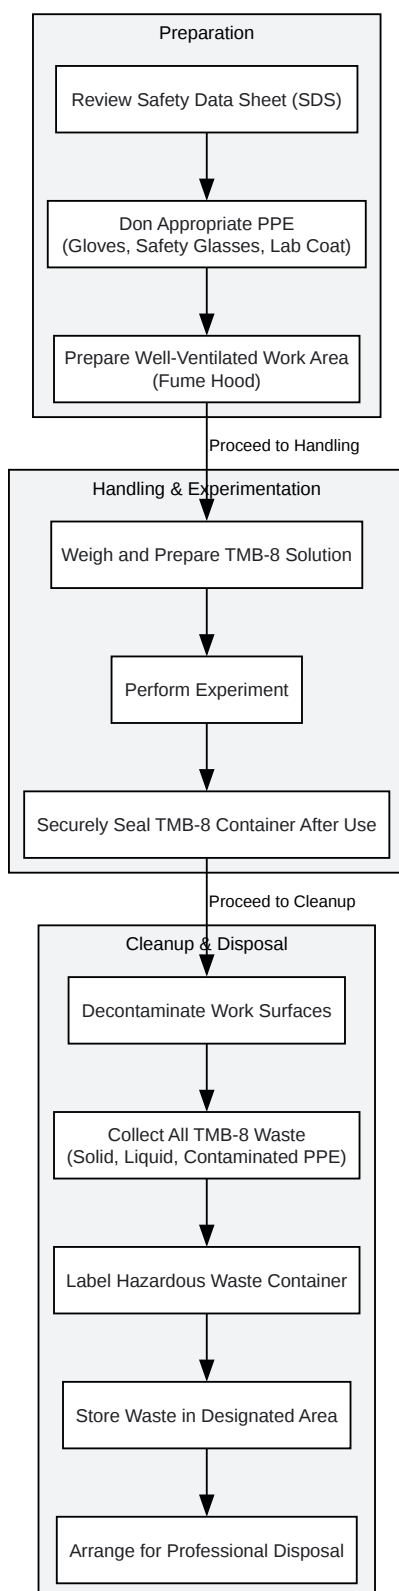 Preparation
Review Safety Data Sheet (SDS)
Don Appropriate PPE
(Gloves, Safety Glasses, Lab Coat)
Prepare Well-Ventilated Work Area
(Fume Hood)
Proceed to Handling
Handling & Experimentation
Weigh and Prepare TMB-8 Solution
Perform Experiment
Securely Seal TMB-8 Container After Use
Proceed to Cleanup
Cleanup & Disposal
Decontaminate Work Surfaces
Collect All TMB-8 Waste
(Solid, Liquid, Contaminated PPE)
Label Hazardous Waste Container
Store Waste in Designated Area
Arrange for Professional Disposal